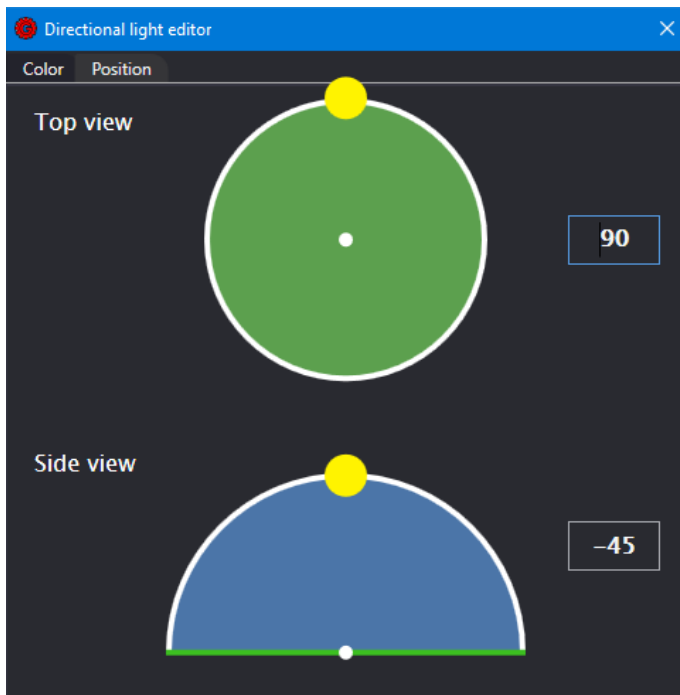 Directional light editor
Color Position
Top view
90
Side view
–45